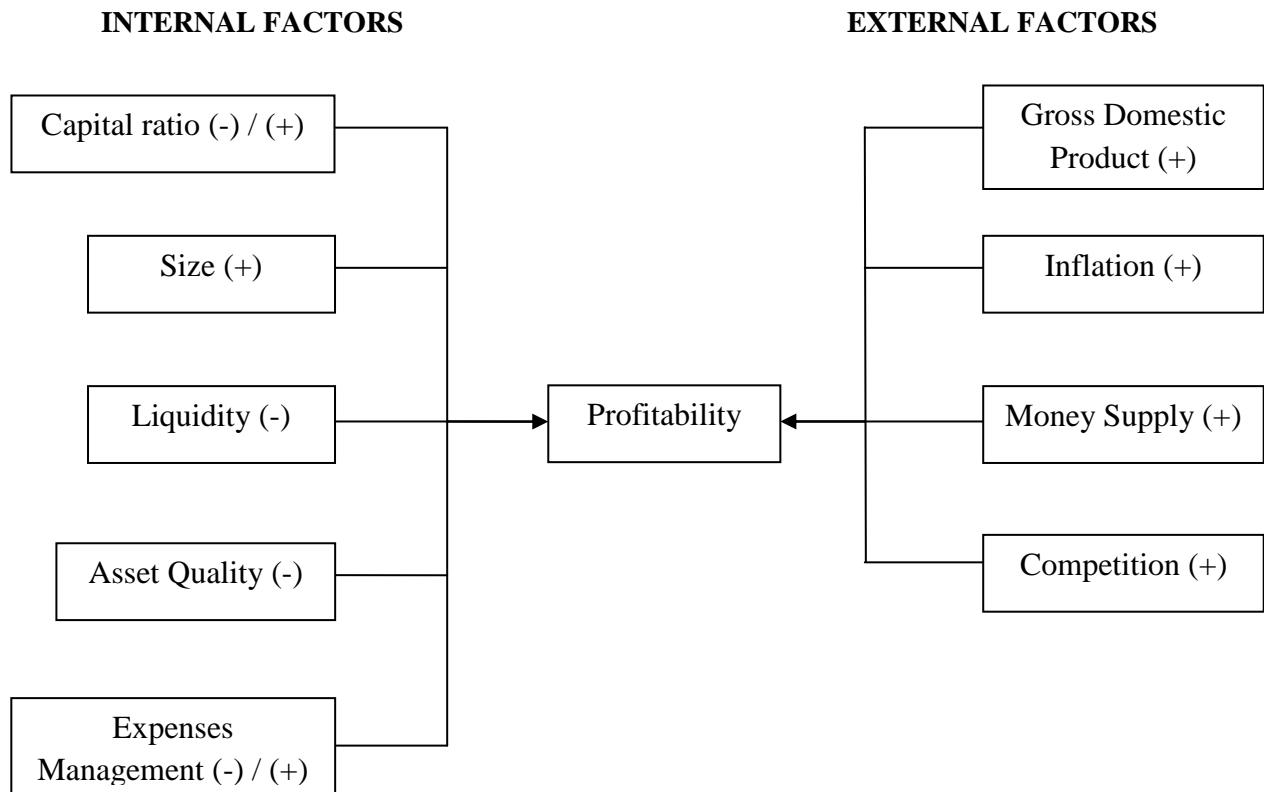 INTERNAL FACTORS
EXTERNAL FACTORS
Capital ratio (-) / (+)
Size (+)
Liquidity (-)
Asset Quality (-)
Expenses
Management (-) / (+)
Profitability
Gross Domestic
Product (+)
Inflation (+)
Money Supply (+)
Competition (+)